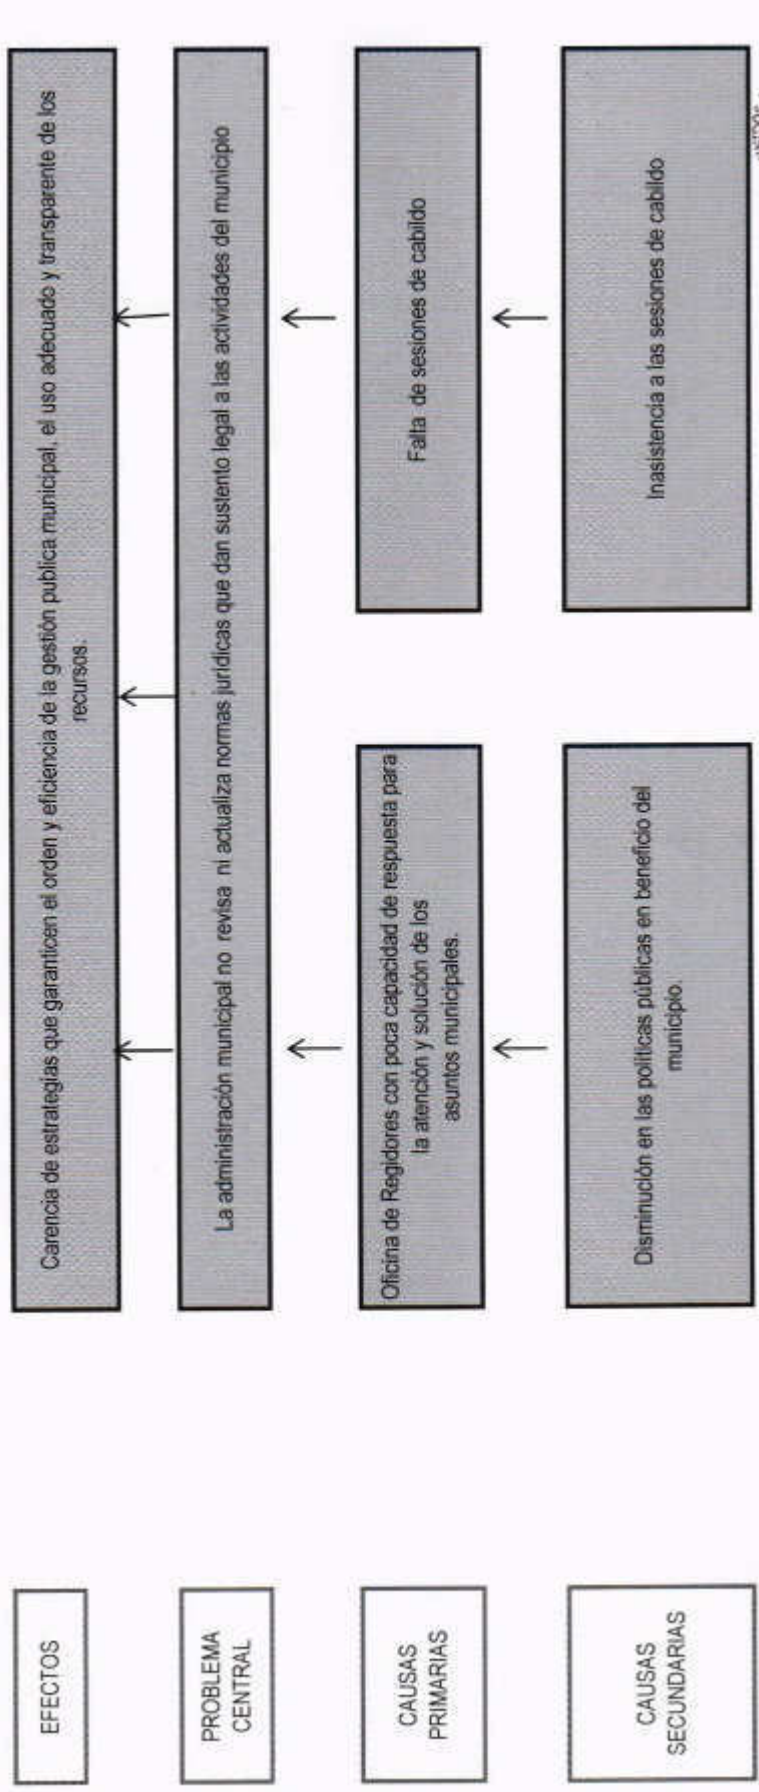 EFECTOS
Carencia de estrategias que garanticen el orden y eficiencia de la gestión publica municipal, el uso adecuado y transparente de los
recursos.
PROBLEMA
CENTRAL
La administración municipal no revisa ni actualiza normas jurídicas que dan sustento legal a las actividades del municipio
CAUSAS
PRIMARIAS
Oficina de Regidores con poca capacidad de respuesta para
la atención y solución de los
asuntos municipales.
Falta de sesiones de cabildo
CAUSAS
SECUNDARIAS
Disminución en las políticas públicas en beneficio del
municipio.
Inasistencia a las sesiones de cabildo